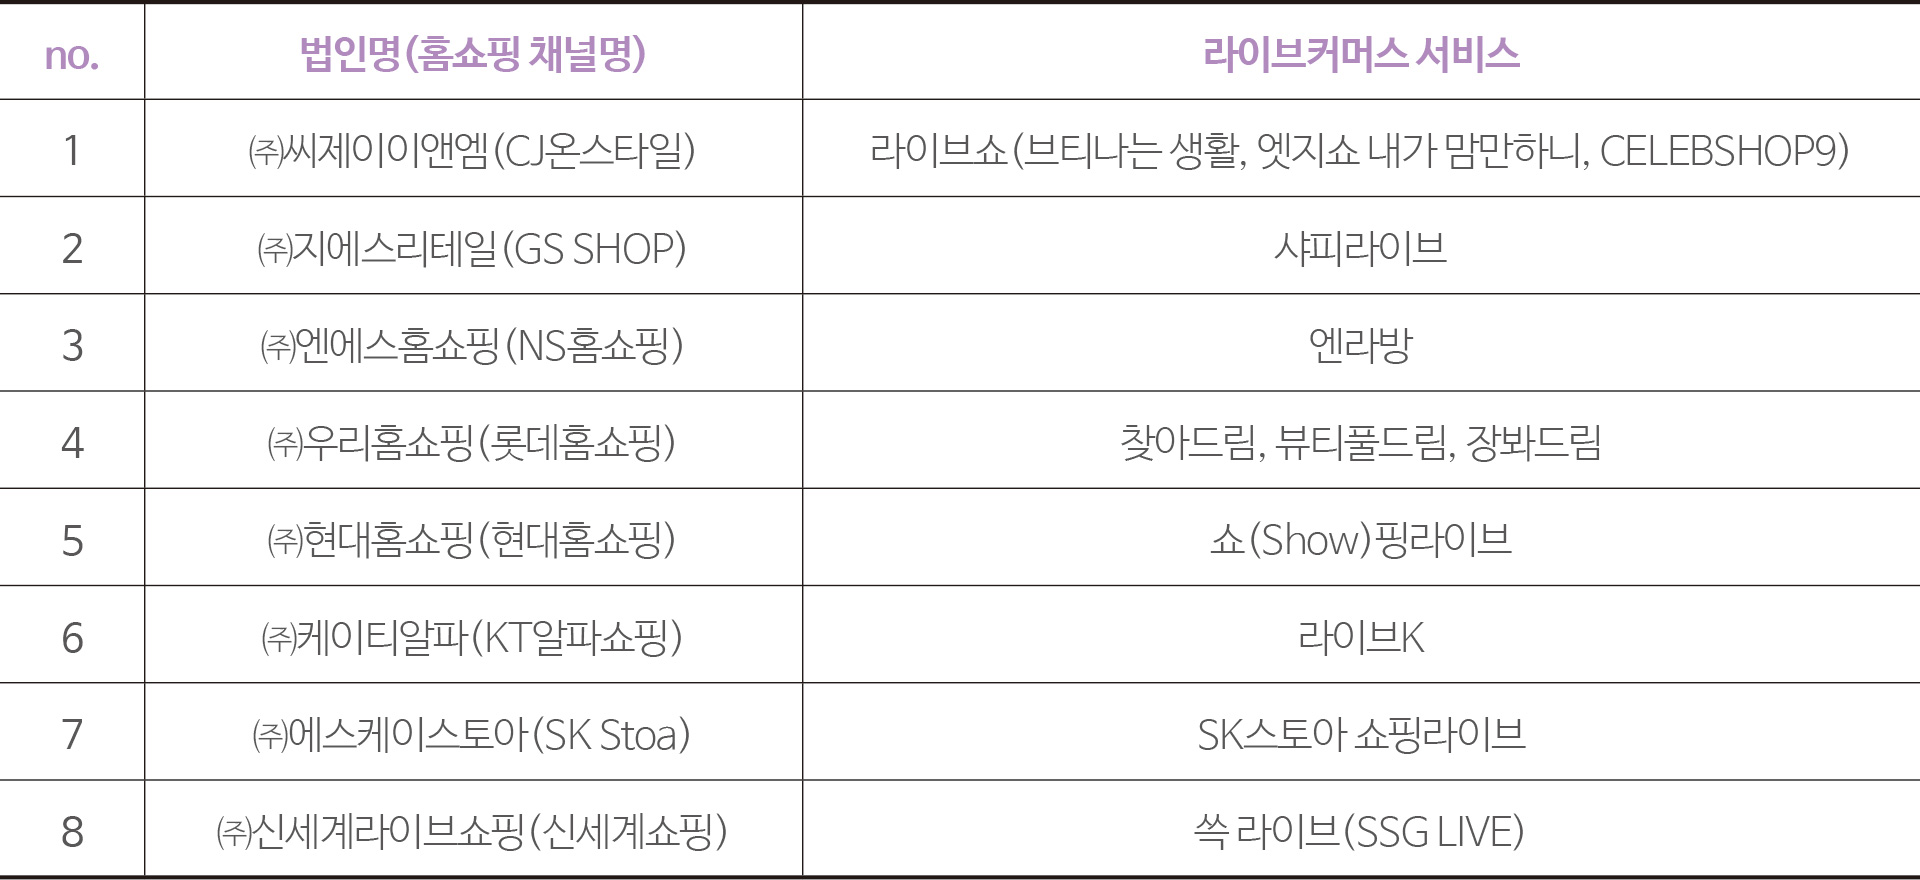 no. 법인명(홈쇼핑 채널명) 라이브커머스 서비스
1 ㈜씨제이이앤엠(CJ온스타일) 라이브쇼(브티나는 생활, 엣지쇼 내가 맘만하니, CELEBSHOP9)
2 ㈜지에스리테일(GS SHOP) 샤피라이브
3 ㈜엔에스홈쇼핑(NS홈쇼핑) 엔라방
4 ㈜우리홈쇼핑(롯데홈쇼핑) 찾아드림, 뷰티풀드림, 장봐드림
5 ㈜현대홈쇼핑(현대홈쇼핑) 쇼(Show)핑라이브
6 ㈜케이티알파(KT알파쇼핑) 라이브K
7 ㈜에스케이스토아(SK Stoa) SK스토아 쇼핑라이브
8 ㈜신세계라이브쇼핑(신세계쇼핑) 쓱 라이브(SSG LIVE)